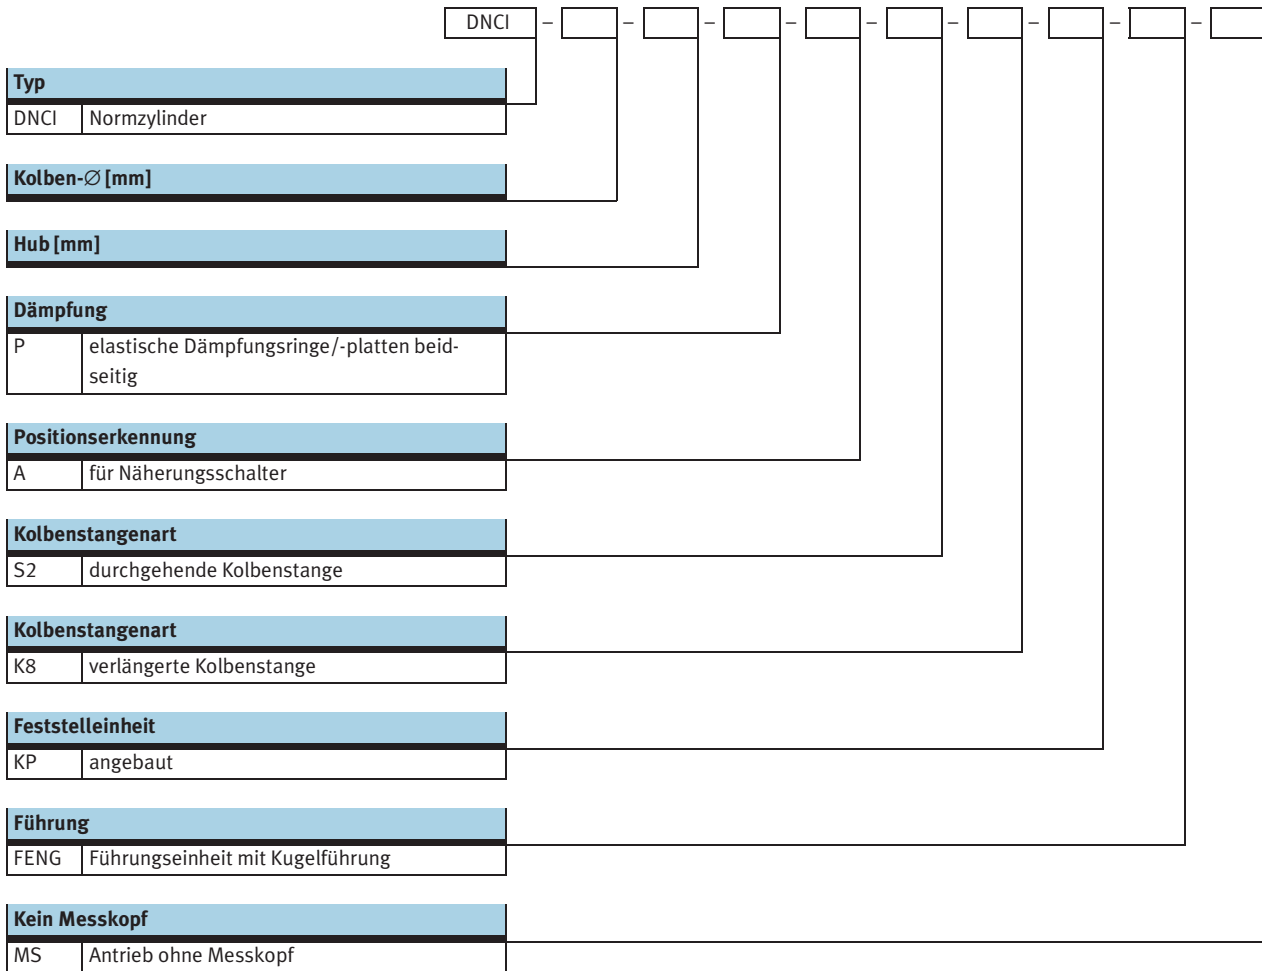 DNCI – – – – – – – – –
Typ
DNCI Normzylinder
Kolben-∅ [mm]
Hub [mm]
Dämpfung
P elastische Dämpfungsringe/-platten beid-
seitig
Positionserkennung
A für Näherungsschalter
Kolbenstangenart
S2 durchgehende Kolbenstange
Kolbenstangenart
K8 verlängerte Kolbenstange
Feststelleinheit
KP angebaut
Führung
FENG Führungseinheit mit Kugelführung
Kein Messkopf
MS Antrieb ohne Messkopf